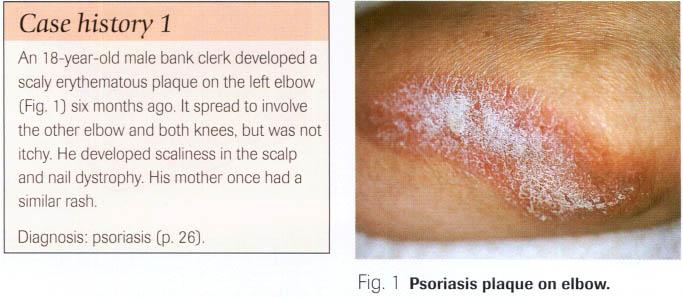 Case history 1
An 18-year-old male bank clerk developed a
scaly erythematous plaque on the left elbow
(Fig. 1) six months ago. It spread to involve
the other elbow and both knees, but was not
itchy. He developed scaliness in the scalp
and nail dystrophy. His mother once had a
similar rash.
Diagnosis: psoriasis (p. 26).
Fig. 1 Psoriasis plaque on elbow.